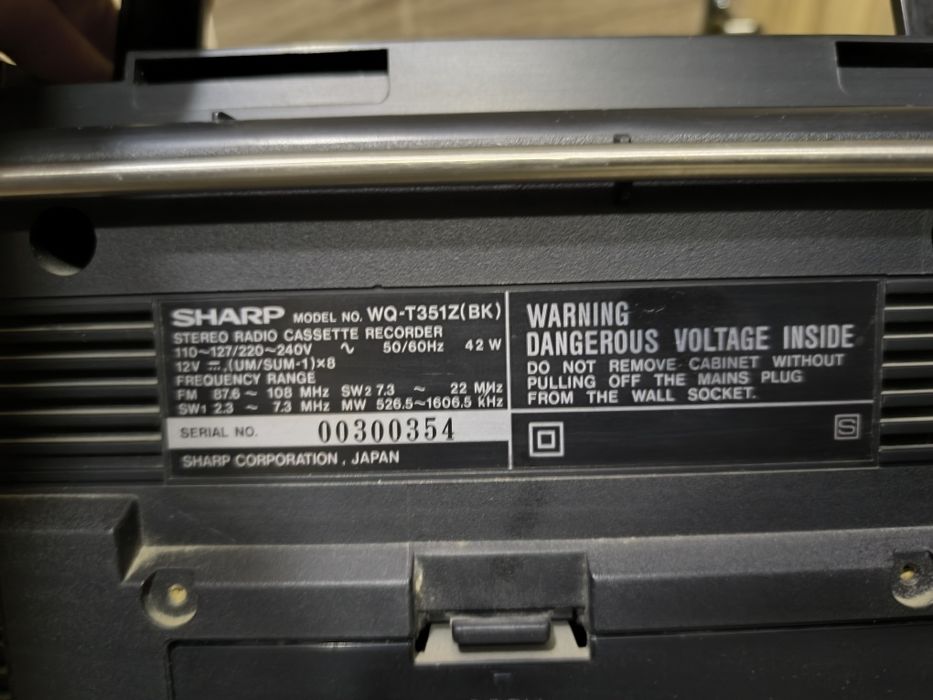 SHARP MODEL NO. WQ-T351Z(BK)
STEREO RADIO CASSETTE RECORDER
110~127/220~240V ∿ 50/60Hz 42 W
12V ⎓,(UM/SUM-1)×8
FREQUENCY RANGE
FM 87.6 ~ 108 MHz SW2 7.3 ~ 22 MHz
SW1 2.3 ~ 7.3 MHz MW 526.5~1606.5 kHz
SERIAL NO. 00300354
SHARP CORPORATION, JAPAN
WARNING
DANGEROUS VOLTAGE INSIDE
DO NOT REMOVE CABINET WITHOUT
PULLING OFF THE MAINS PLUG
FROM THE WALL SOCKET.
S